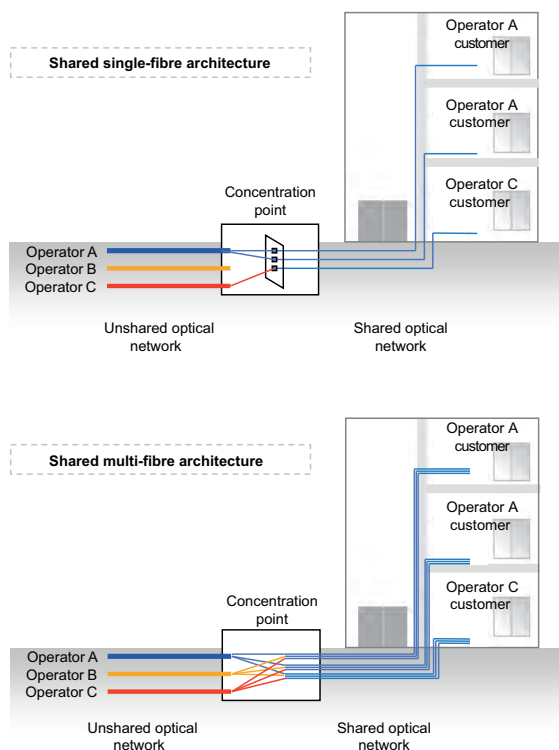 Operator A
customer
Shared single-fibre architecture
Operator A
customer
Operator C
customer
Concentration
point
Operator A
Operator B
Operator C
Unshared optical
network
Shared optical
network
Operator A
customer
Shared multi-fibre architecture
Operator A
customer
Operator C
customer
Concentration
point
Operator A
Operator B
Operator C
Unshared optical
network
Shared optical
network